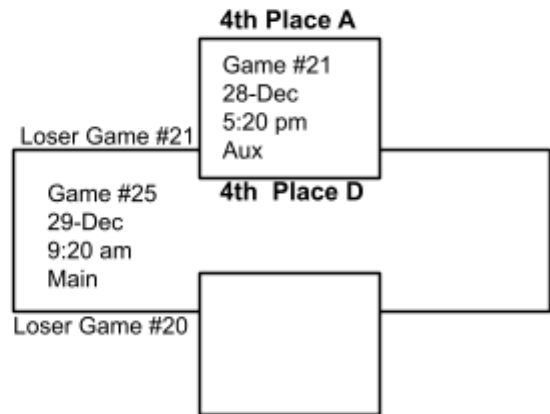 4th Place A
Game #21
28-Dec
5:20 pm
Aux
Loser Game #21
4th Place D
Game #25
29-Dec
9:20 am
Main
Loser Game #20